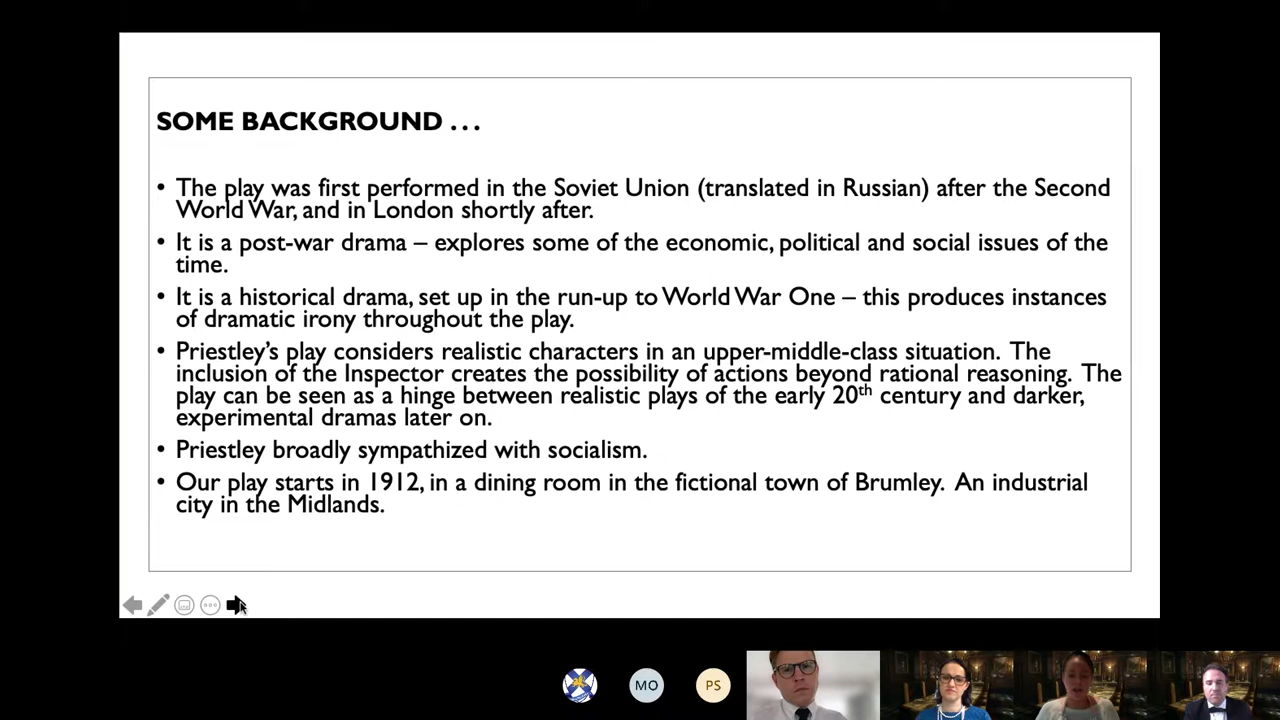 SOME BACKGROUND . . .
• The play was first performed in the Soviet Union (translated in Russian) after the Second
World War, and in London shortly after.
• It is a post-war drama – explores some of the economic, political and social issues of the
time.
• It is a historical drama, set up in the run-up to World War One – this produces instances
of dramatic irony throughout the play.
• Priestley’s play considers realistic characters in an upper-middle-class situation. The
inclusion of the Inspector creates the possibility of actions beyond rational reasoning. The
play can be seen as a hinge between realistic plays of the early 20th century and darker,
experimental dramas later on.
• Priestley broadly sympathized with socialism.
• Our play starts in 1912, in a dining room in the fictional town of Brumley. An industrial
city in the Midlands.
MO
PS